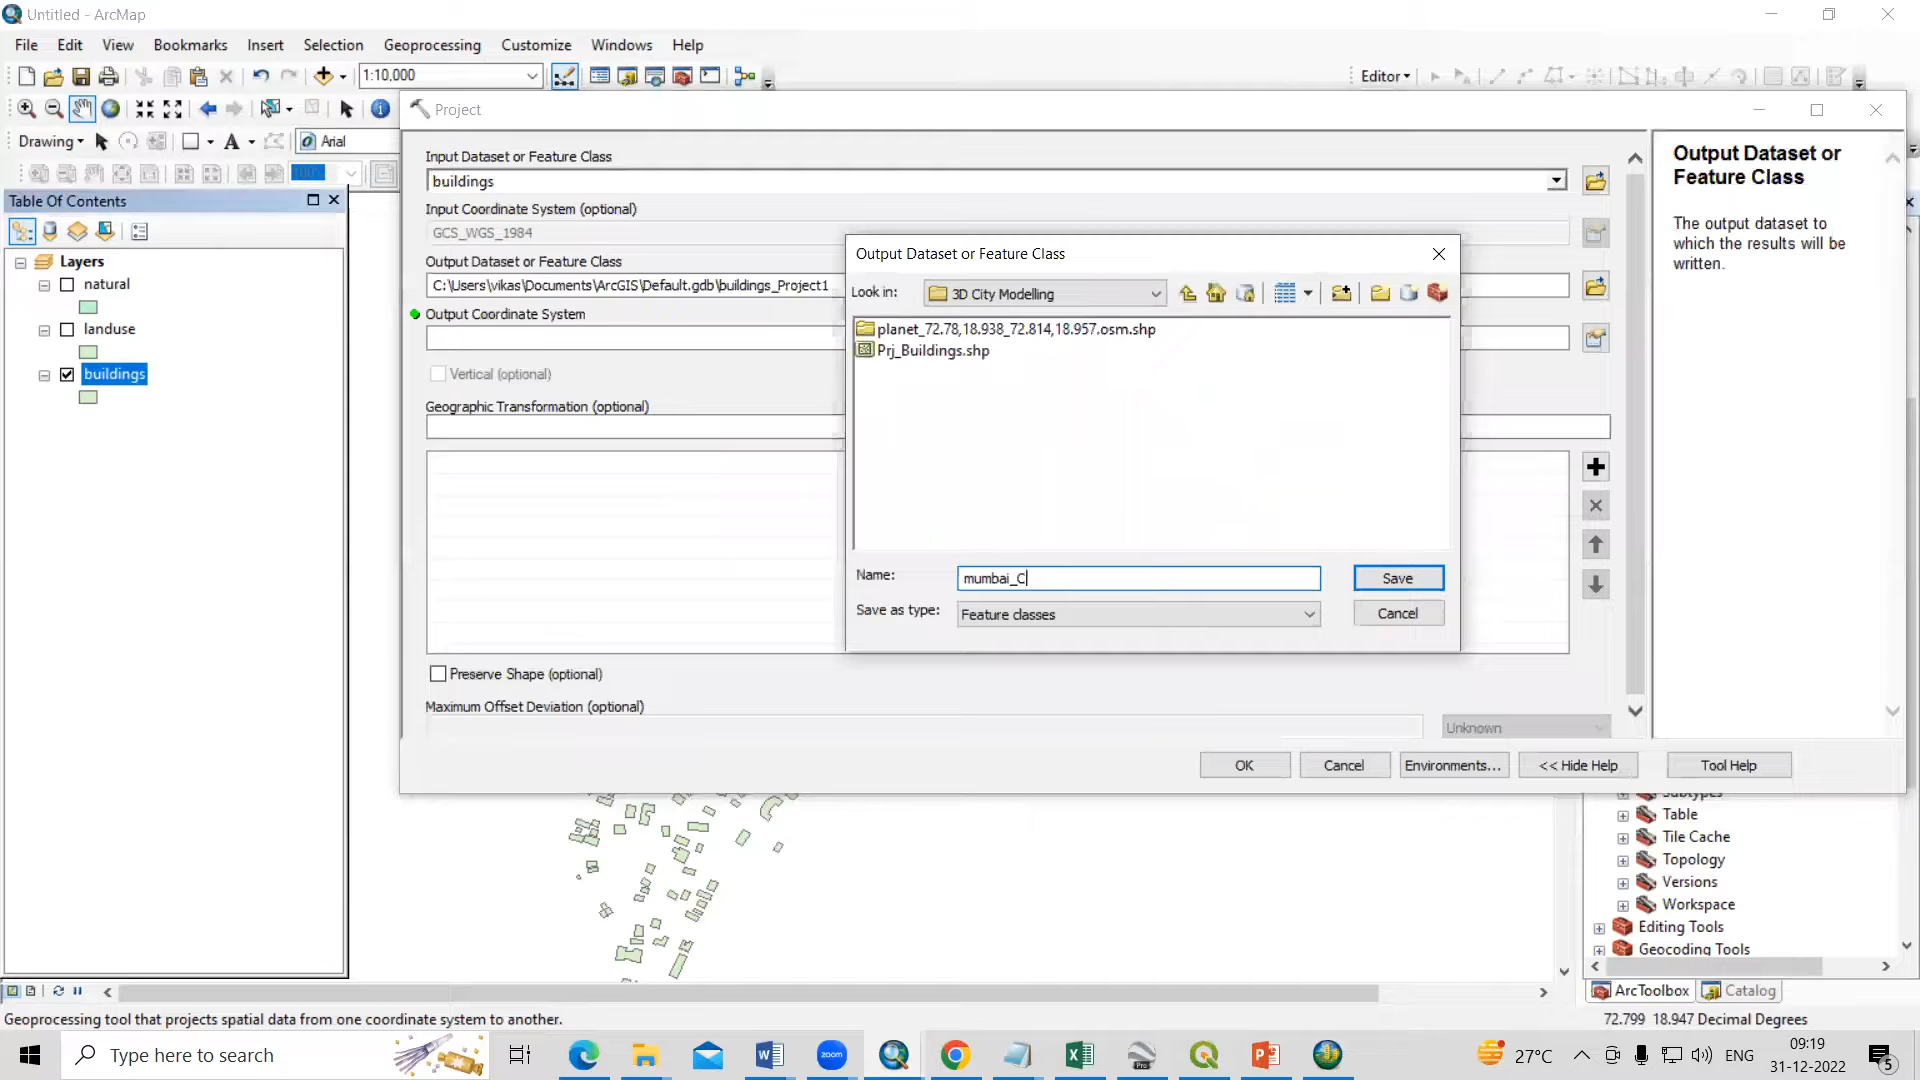 Untitled - ArcMap
File Edit View Bookmarks Insert Selection Geoprocessing Customize Windows Help
1:10,000
Editor
Drawing
A
Arial
100%
Table Of Contents
Layers
natural
landuse
buildings
Project
Input Dataset or Feature Class
buildings
Input Coordinate System (optional)
GCS_WGS_1984
Output Dataset or Feature Class
C:\Users\vikas\Documents\ArcGIS\Default.gdb\buildings_Project1
Output Coordinate System
Vertical (optional)
Geographic Transformation (optional)
Preserve Shape (optional)
Maximum Offset Deviation (optional)
Unknown
OK Cancel Environments... << Hide Help Tool Help
Output Dataset or
Feature Class
The output dataset to
which the results will be
written.
Output Dataset or Feature Class
Look in: 3D City Modelling
planet_72.78,18.938_72.814,18.957.osm.shp
Prj_Buildings.shp
Name: mumbai_C Save
Save as type: Feature classes Cancel
Subtypes
Table
Tile Cache
Topology
Versions
Workspace
Editing Tools
Geocoding Tools
ArcToolbox Catalog
Geoprocessing tool that projects spatial data from one coordinate system to another.
72.799 18.947 Decimal Degrees
Type here to search
zoom
Pro
27°C
ENG
09:19
31-12-2022
5